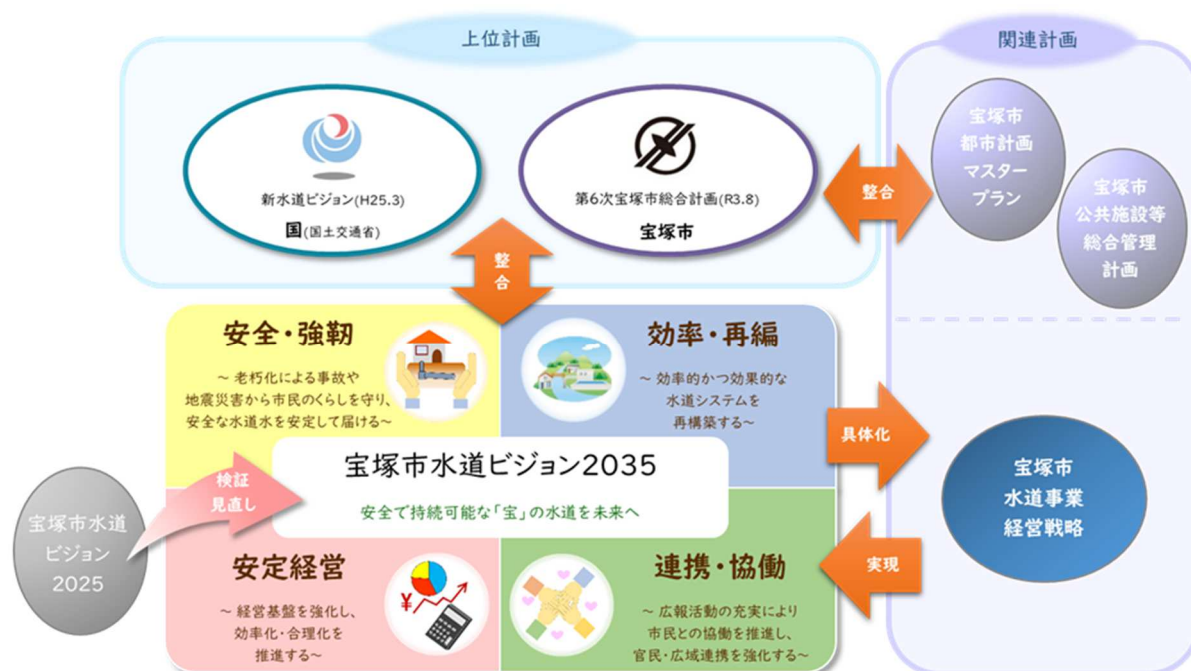 上位計画
関連計画
新水道ビジョン(H25.3)
国(国土交通省)
第6次宝塚市総合計画(R3.8)
宝塚市
整合
宝塚市
都市計画
マスター
プラン
宝塚市
公共施設等
総合管理
計画
整
合
安全・強靭
～ 老朽化による事故や
地震災害から市民のくらしを守り、
安全な水道水を安定して届ける～
効率・再編
～ 効率的かつ効果的な
水道システムを
再構築する～
宝塚市水道ビジョン2035
安全で持続可能な「宝」の水道を未来へ
検証
見直し
宝塚市水道
ビジョン
2025
安定経営
～ 経営基盤を強化し、
効率化・合理化を
推進する～
¥
連携・協働
～ 広報活動の充実により
市民との協働を推進し、
官民・広域連携を強化する～
具体化
実現
宝塚市
水道事業
経営戦略